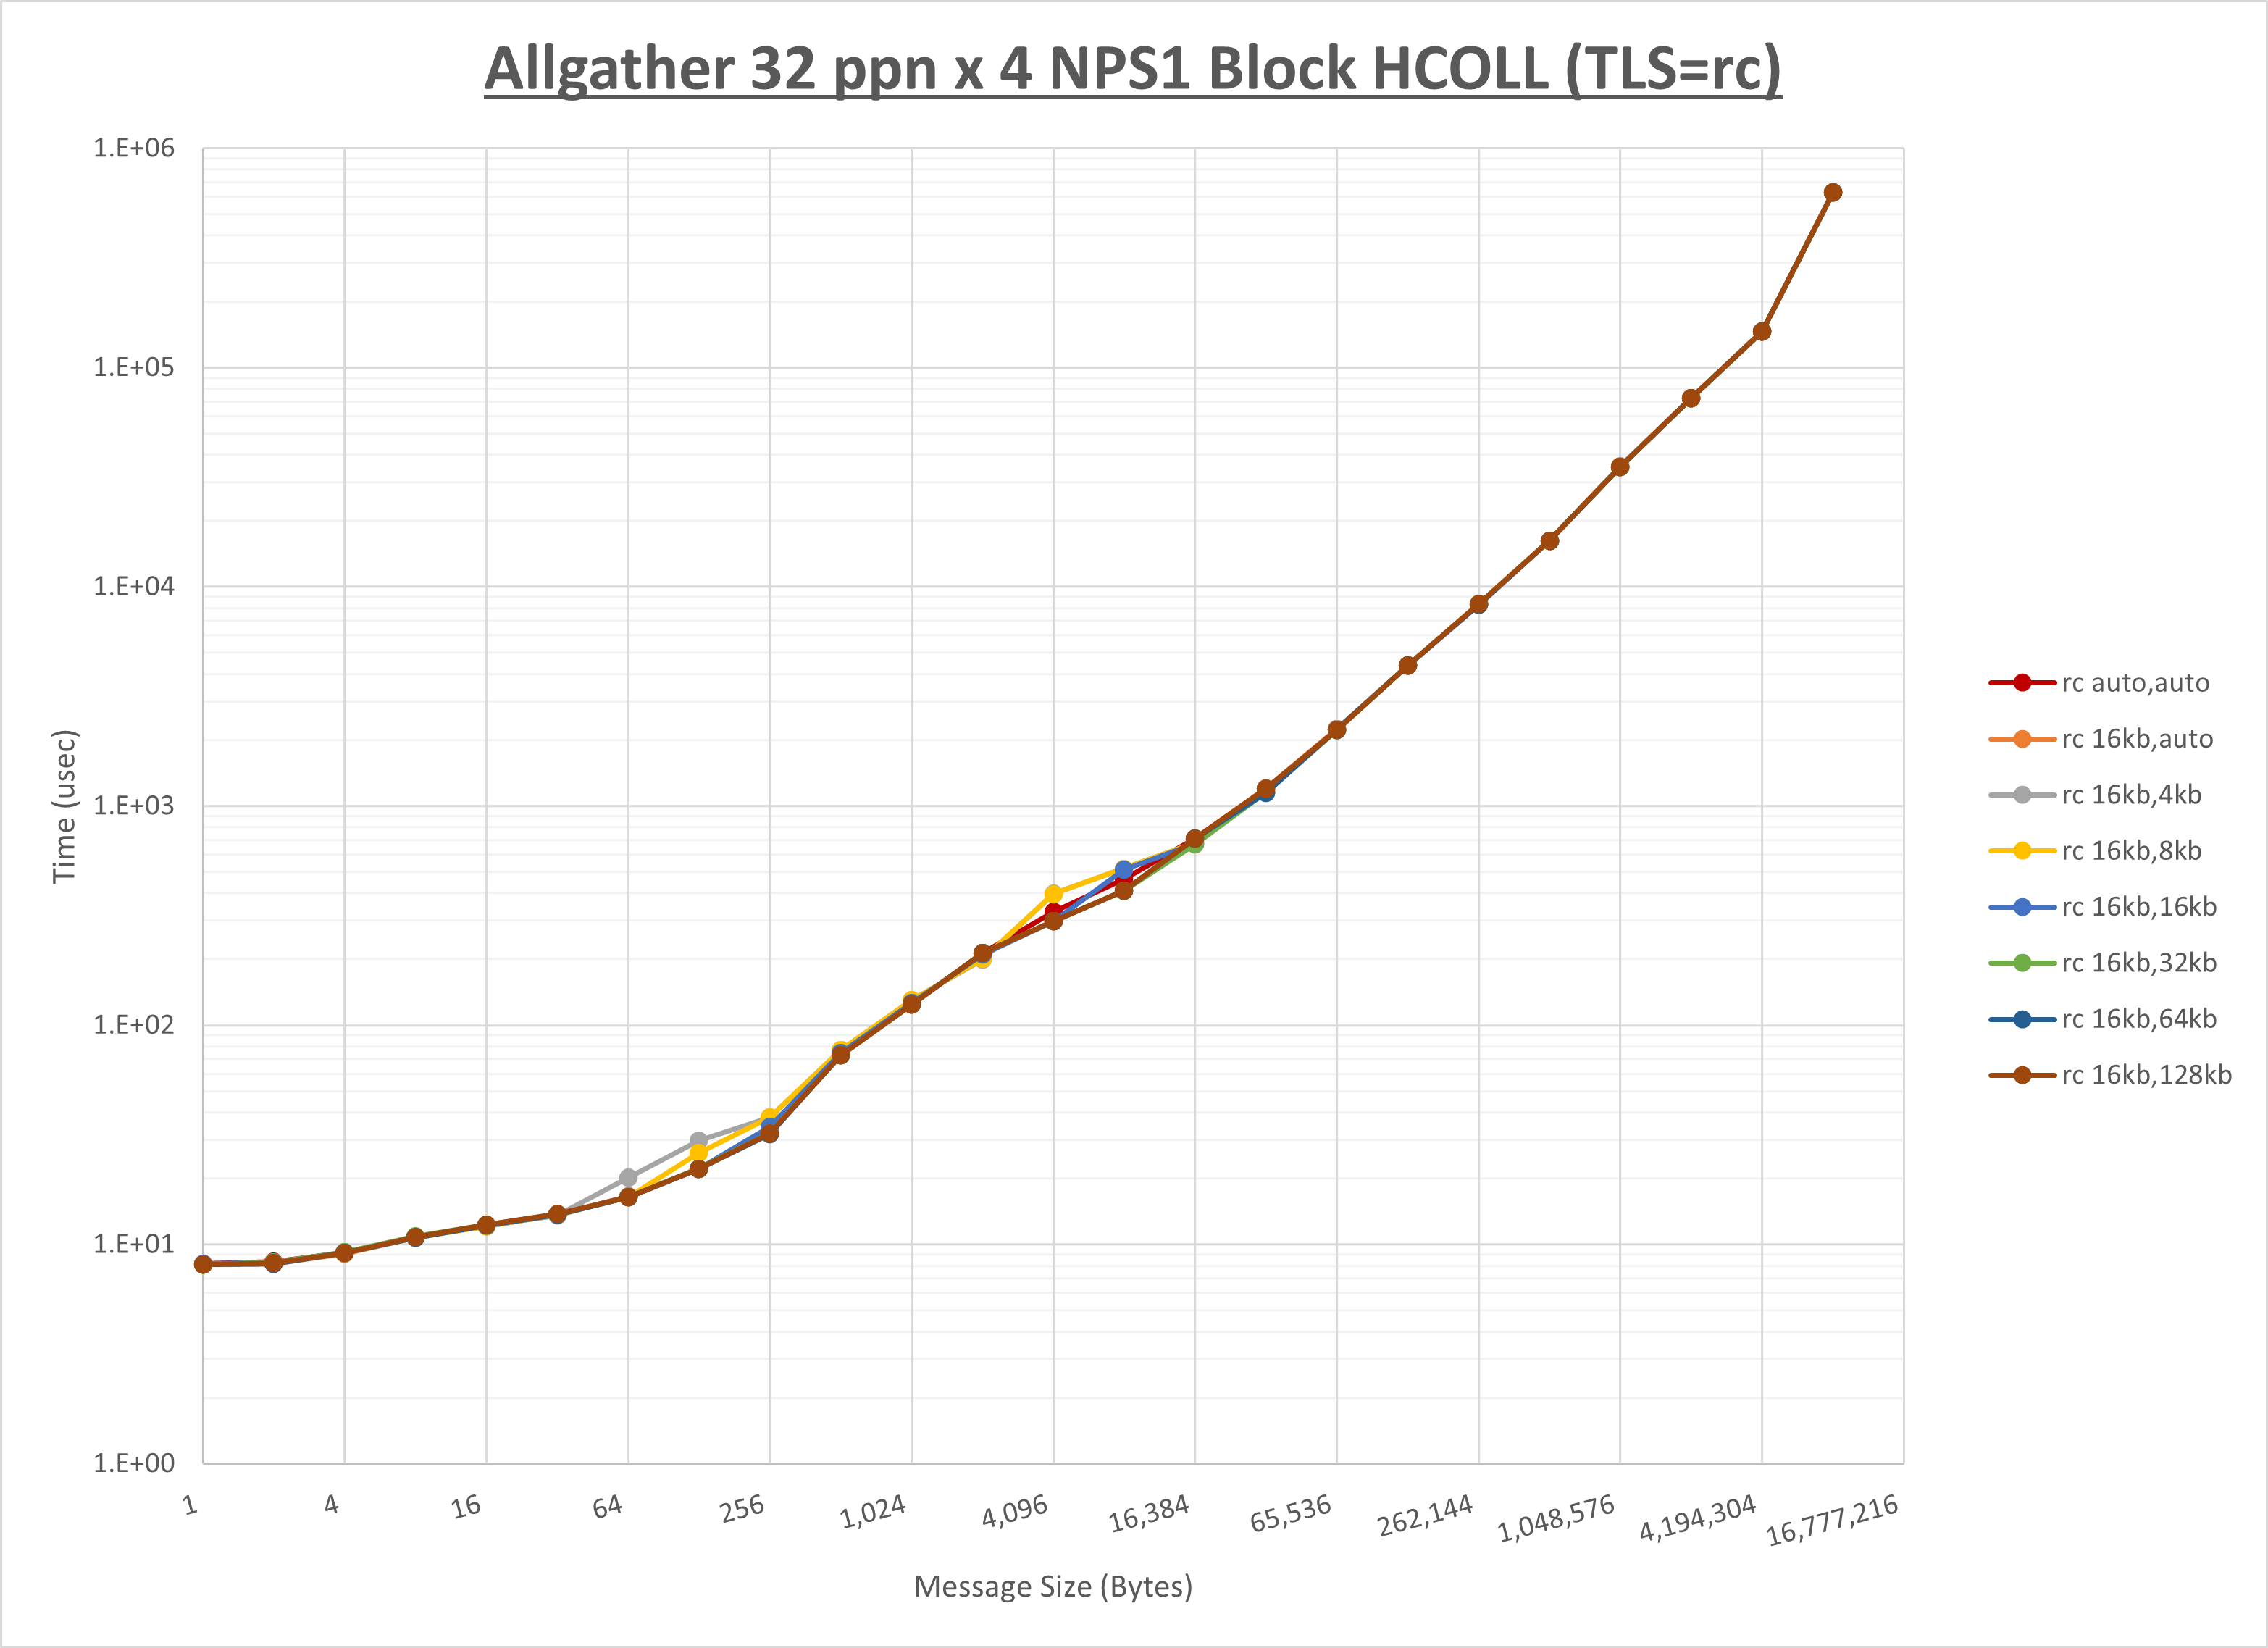 Allgather 32 ppn x 4 NPS1 Block HCOLL (TLS=rc)
1.E+06
1.E+05
1.E+04
1.E+03
1.E+02
1.E+01
1.E+00
Time (usec)
1 4 16 64 256 1,024 4,096 16,384 65,536 262,144 1,048,576 4,194,304 16,777,216
Message Size (Bytes)
rc auto,auto
rc 16kb,auto
rc 16kb,4kb
rc 16kb,8kb
rc 16kb,16kb
rc 16kb,32kb
rc 16kb,64kb
rc 16kb,128kb